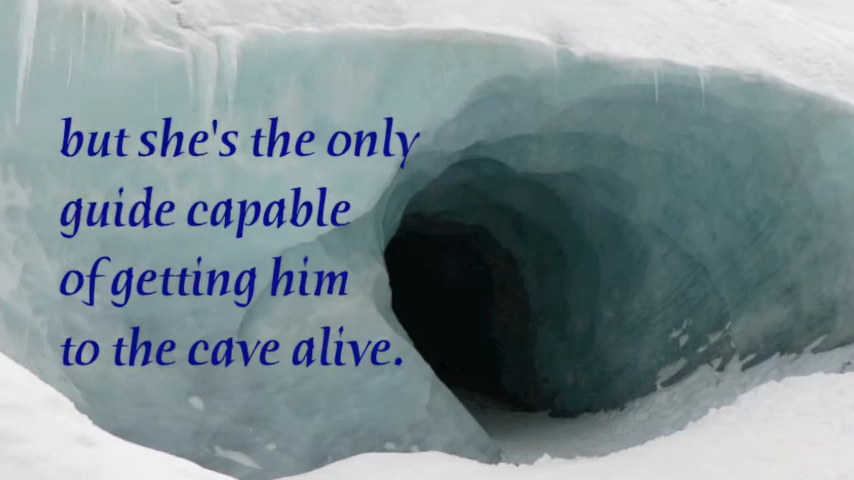 but she's the only
guide capable
of getting him
to the cave alive.